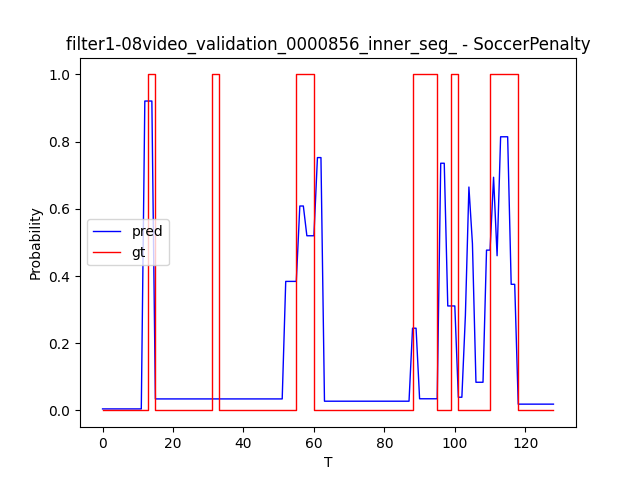 filter1-08video_validation_0000856_inner_seg_ - SoccerPenalty
1.0
0.8
0.6
0.4
0.2
0.0
Probability
pred
gt
0 20 40 60 80 100 120
T